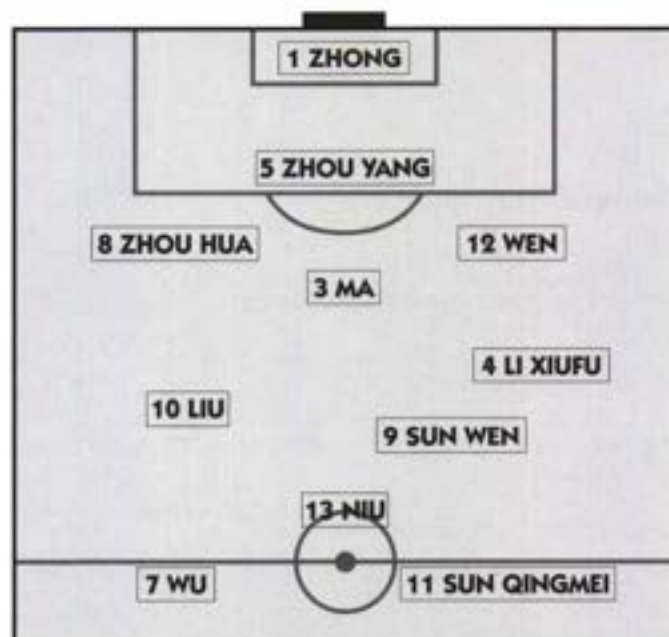 1 ZHONG
5 ZHOU YANG
8 ZHOU HUA
12 WEN
3 MA
4 LI XIUFU
10 LIU
9 SUN WEN
13 NIU
7 WU
11 SUN QINGMEI